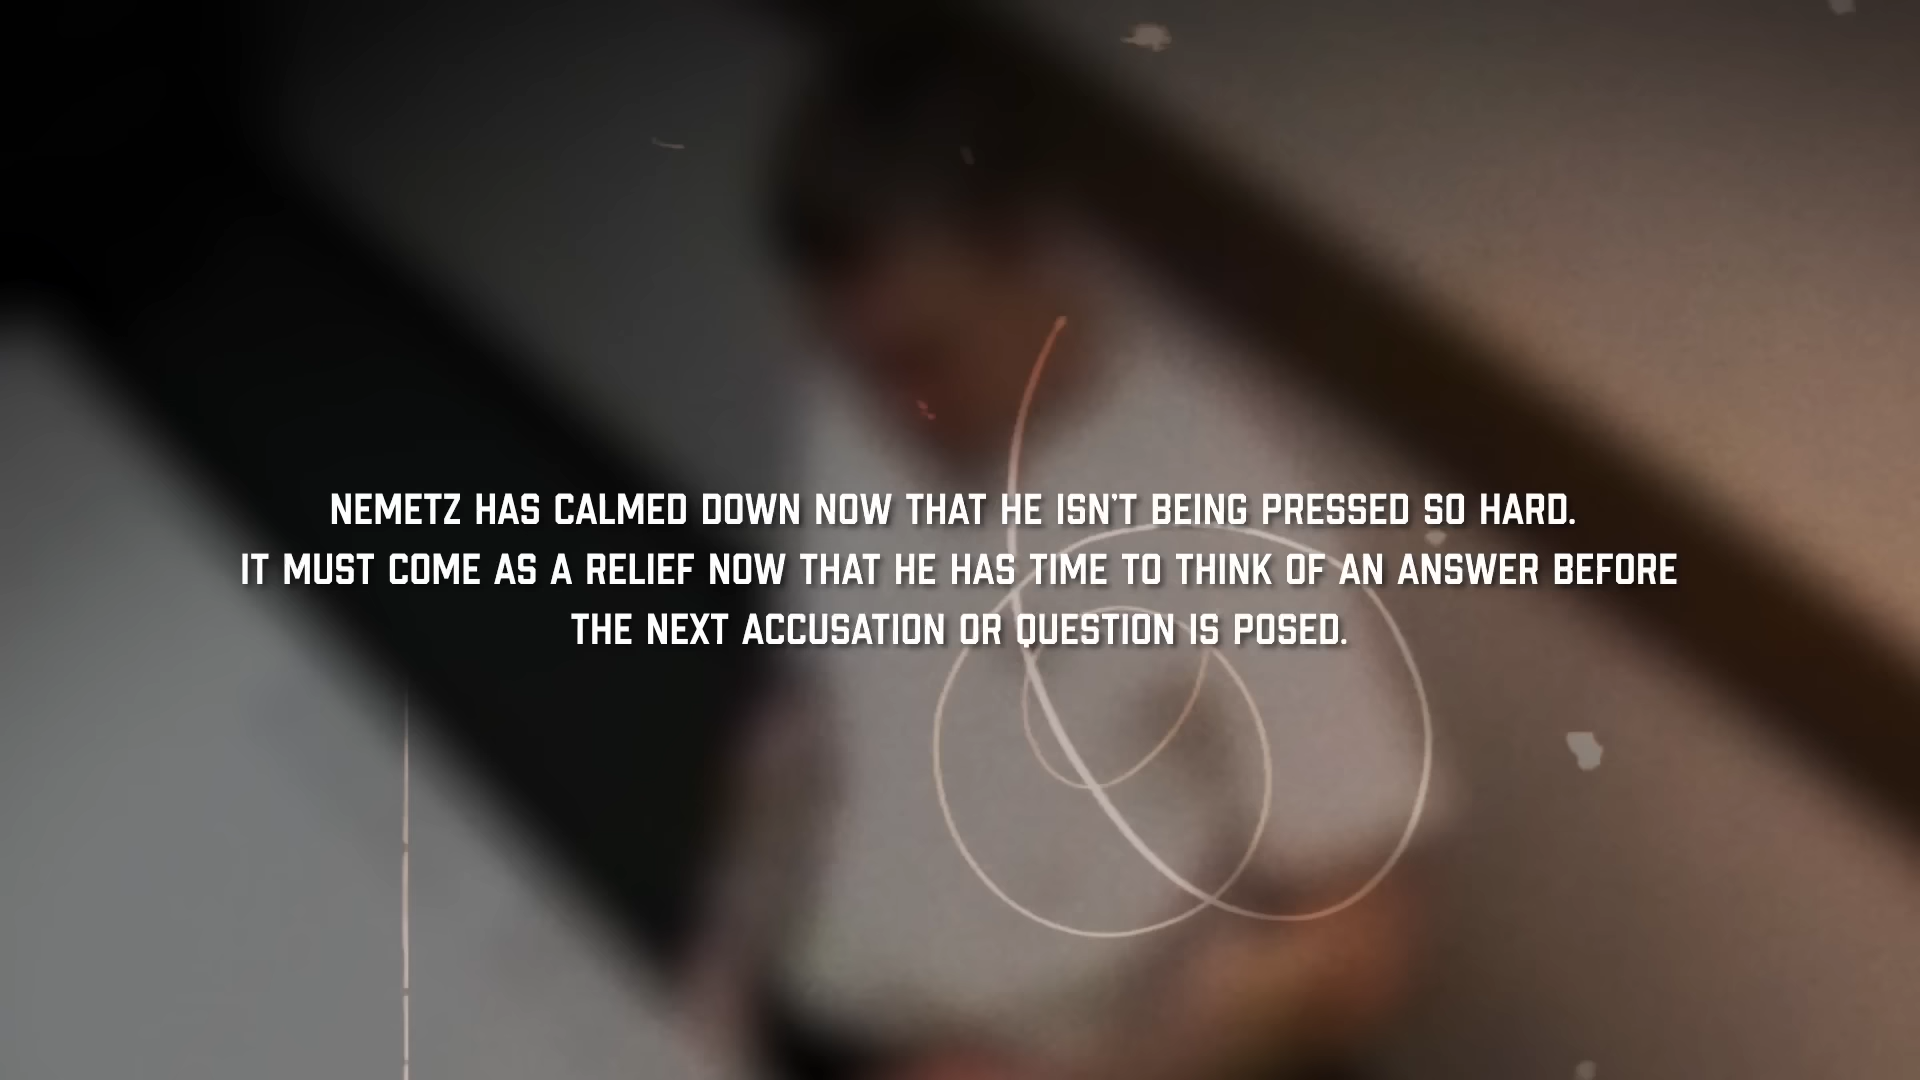 NEMETZ HAS CALMED DOWN NOW THAT HE ISN'T BEING PRESSED SO HARD.
IT MUST COME AS A RELIEF NOW THAT HE HAS TIME TO THINK OF AN ANSWER BEFORE
THE NEXT ACCUSATION OR QUESTION IS POSED.